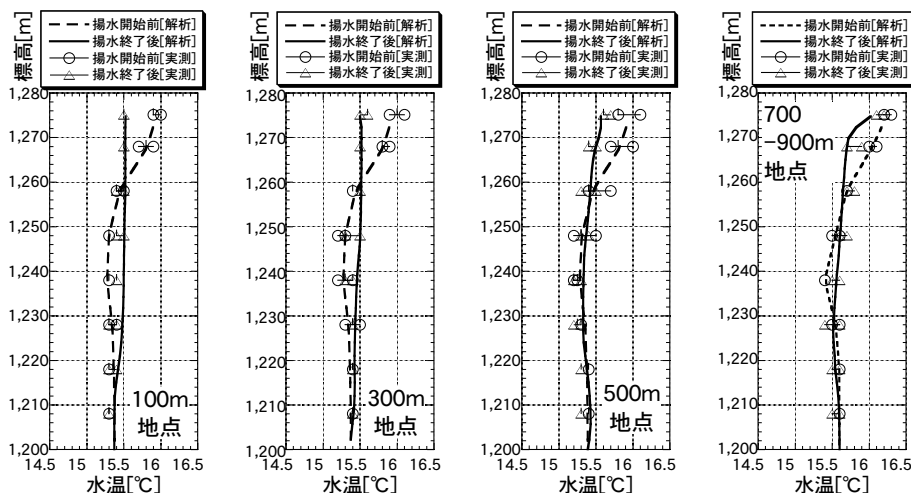 標高[m]
揚水開始前[解析]
揚水終了後[解析]
揚水開始前[実測]
揚水終了後[実測]
1,280
1,270
1,260
1,250
1,240
1,230
1,220
1,210
1,200
14.5 15 15.5 16 16.5
100m
地点
水温[℃]
標高[m]
揚水開始前[解析]
揚水終了後[解析]
揚水開始前[実測]
揚水終了後[実測]
1,280
1,270
1,260
1,250
1,240
1,230
1,220
1,210
1,200
14.5 15 15.5 16 16.5
300m
地点
水温[℃]
標高[m]
揚水開始前[解析]
揚水終了後[解析]
揚水開始前[実測]
揚水終了後[実測]
1,280
1,270
1,260
1,250
1,240
1,230
1,220
1,210
1,200
14.5 15 15.5 16 16.5
500m
地点
水温[℃]
標高[m]
揚水開始前[解析]
揚水終了後[解析]
揚水開始前[実測]
揚水終了後[実測]
1,280
1,270
1,260
1,250
1,240
1,230
1,220
1,210
1,200
14.5 15 15.5 16 16.5
700
-900m
地点
水温[℃]